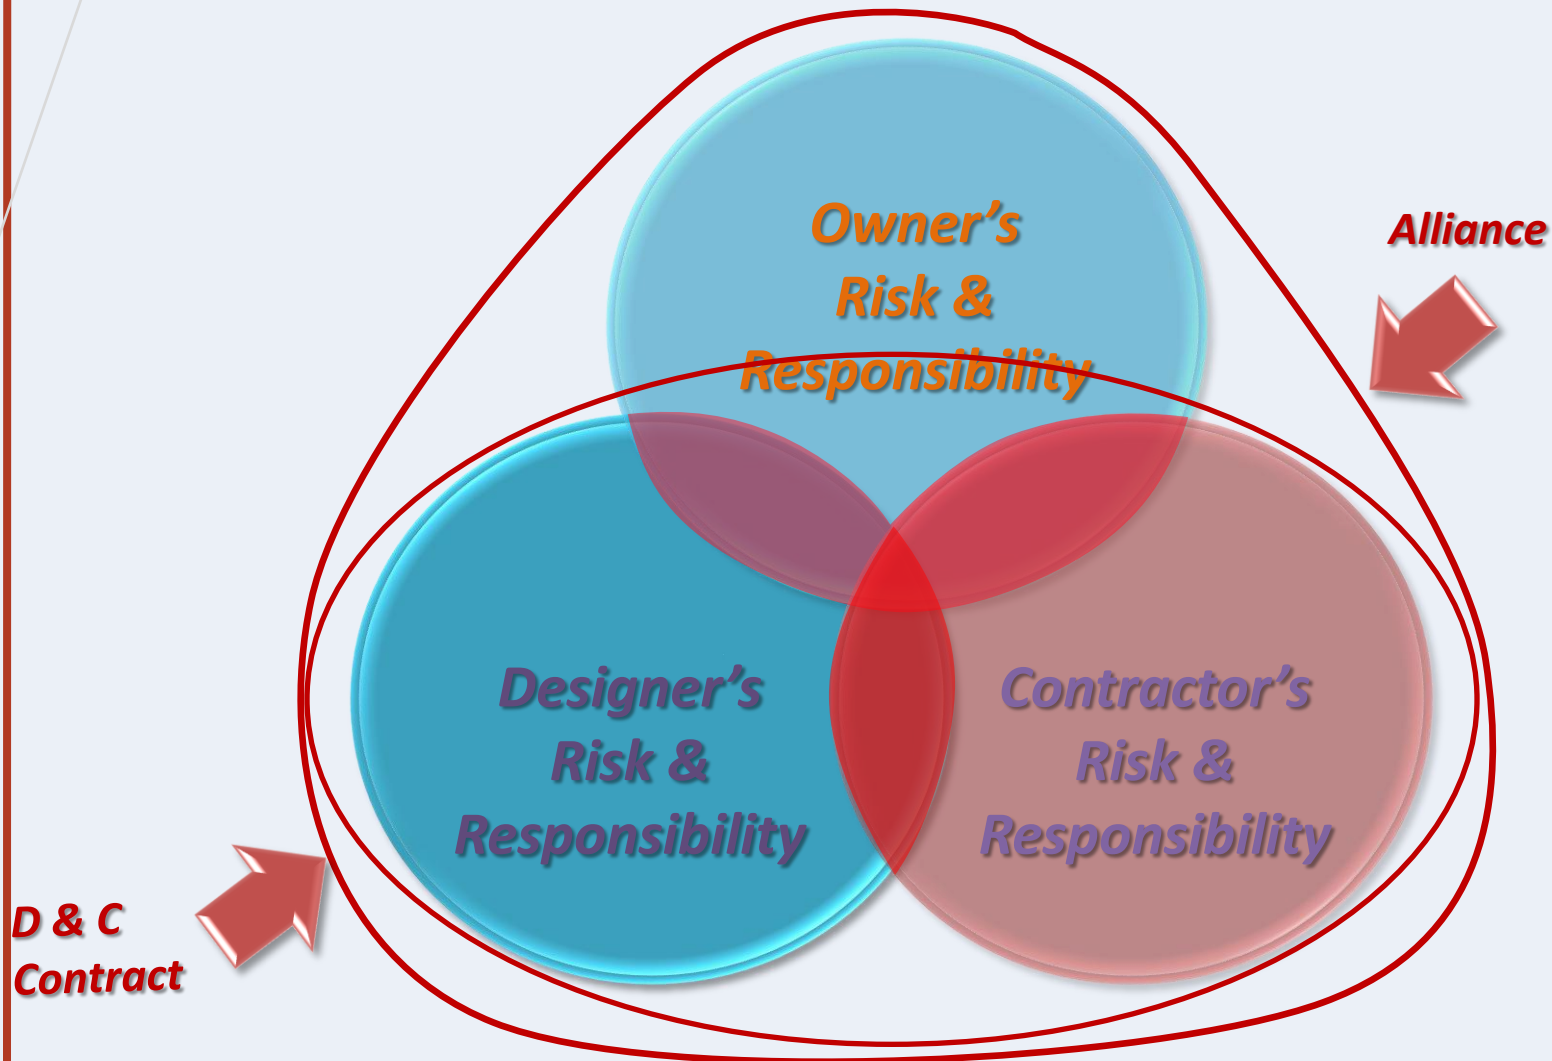 Owner’s
Risk &
Responsibility
Alliance
Designer’s
Risk &
Responsibility
Contractor’s
Risk &
Responsibility
D & C
Contract